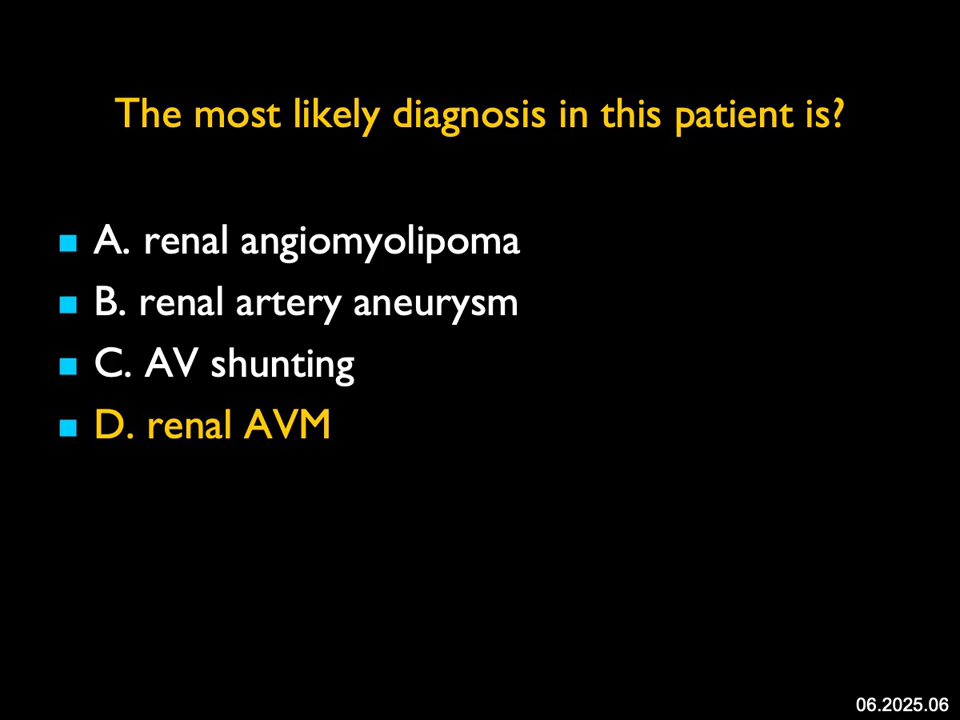 The most likely diagnosis in this patient is?
A. renal angiomyolipoma
B. renal artery aneurysm
C. AV shunting
D. renal AVM
06.2025.06